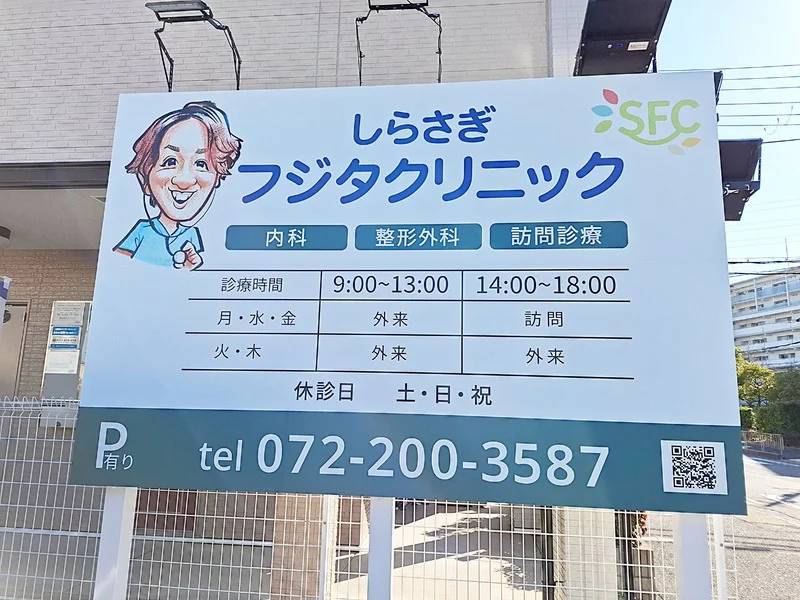 しらさぎ
フジタクリニック
SFC
内科 整形外科 訪問診療
診療時間 9:00~13:00 14:00~18:00
月・水・金 外来 訪問
火・木 外来 外来
休診日 土・日・祝
P有り tel 072-200-3587